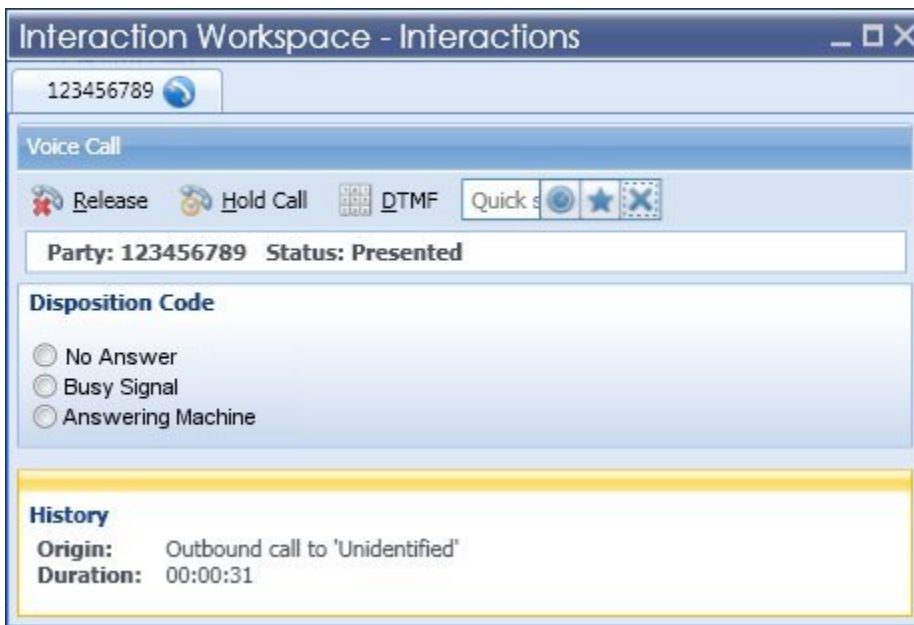 Interaction Workspace - Interactions
123456789
Voice Call
Release Hold Call DTMF Quick s
Party: 123456789 Status: Presented
Disposition Code
No Answer
Busy Signal
Answering Machine
History
Origin: Outbound call to 'Unidentified'
Duration: 00:00:31